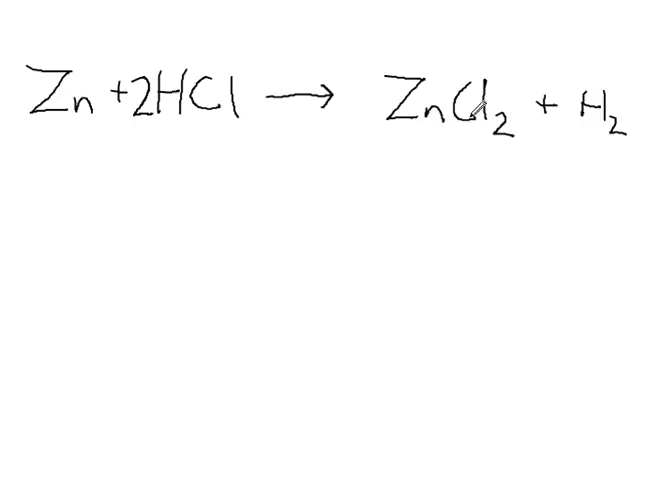 Zn +2HCl → ZnCl₂ + H₂